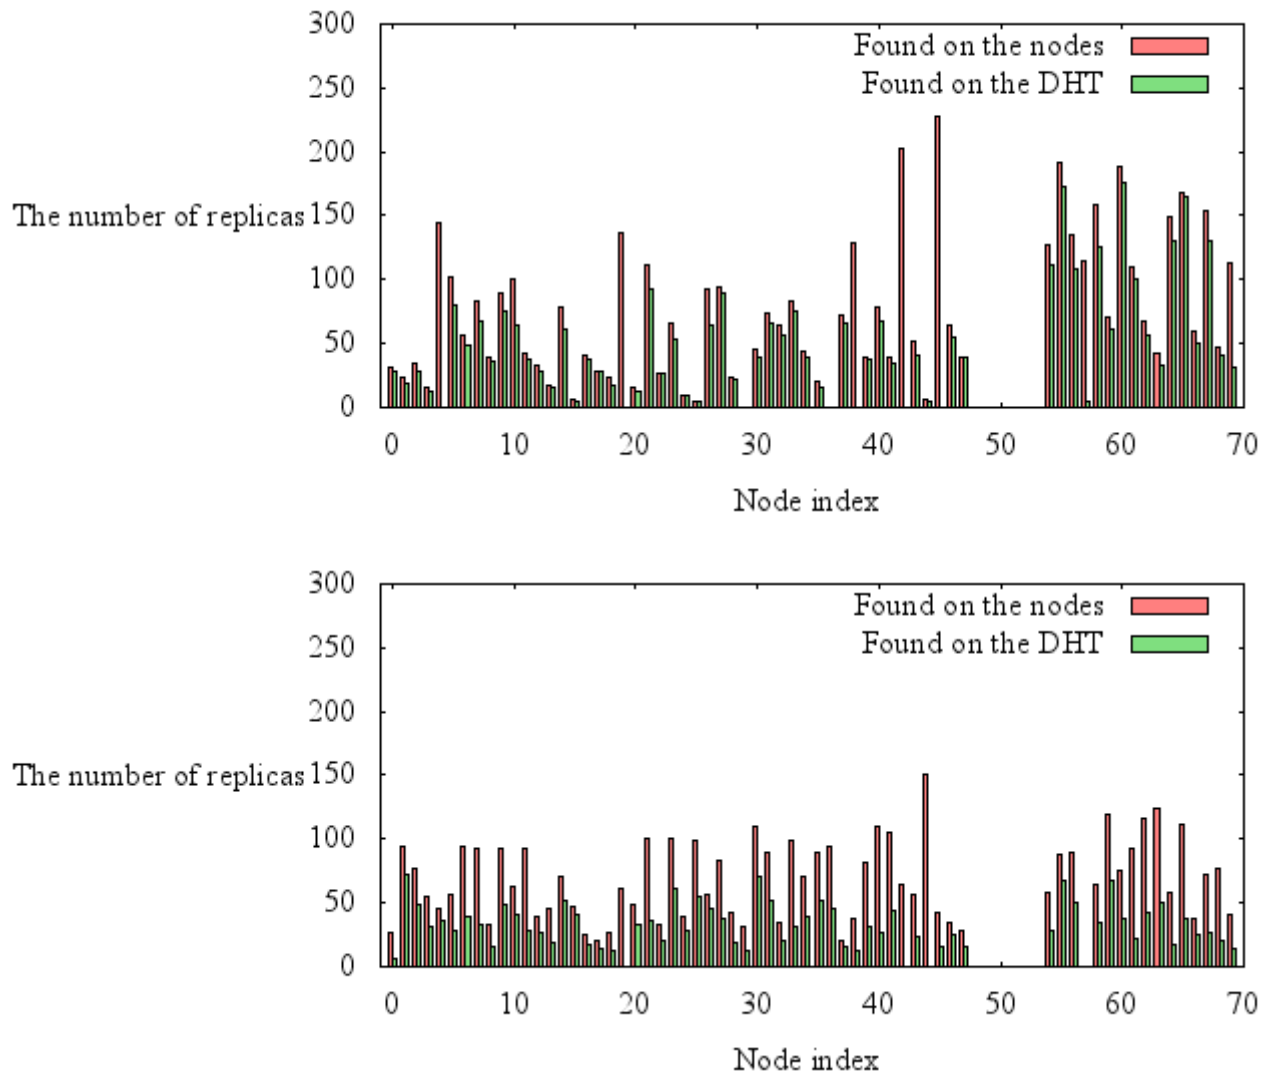 300
Found on the nodes
Found on the DHT
250
200
The number of replicas 150
100
50
0
0 10 20 30 40 50 60 70
Node index
300
Found on the nodes
Found on the DHT
250
200
The number of replicas 150
100
50
0
0 10 20 30 40 50 60 70
Node index